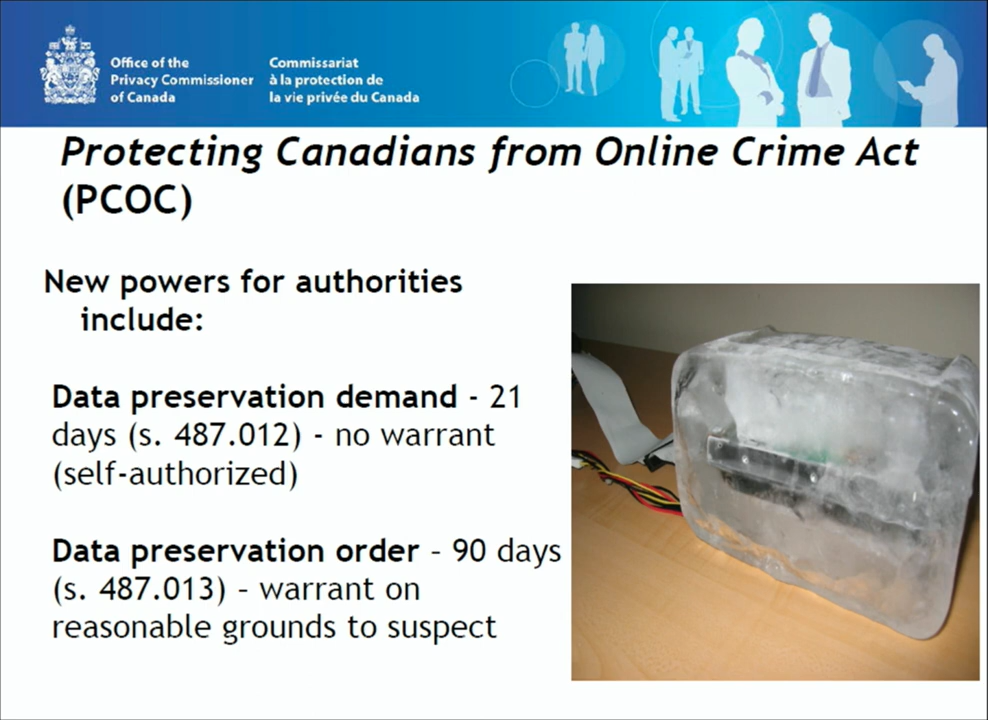 Office of the
Privacy Commissioner
of Canada
Commissariat
à la protection de
la vie privée du Canada
Protecting Canadians from Online Crime Act
(PCOC)
New powers for authorities
include:
Data preservation demand - 21
days (s. 487.012) - no warrant
(self-authorized)
Data preservation order – 90 days
(s. 487.013) – warrant on
reasonable grounds to suspect